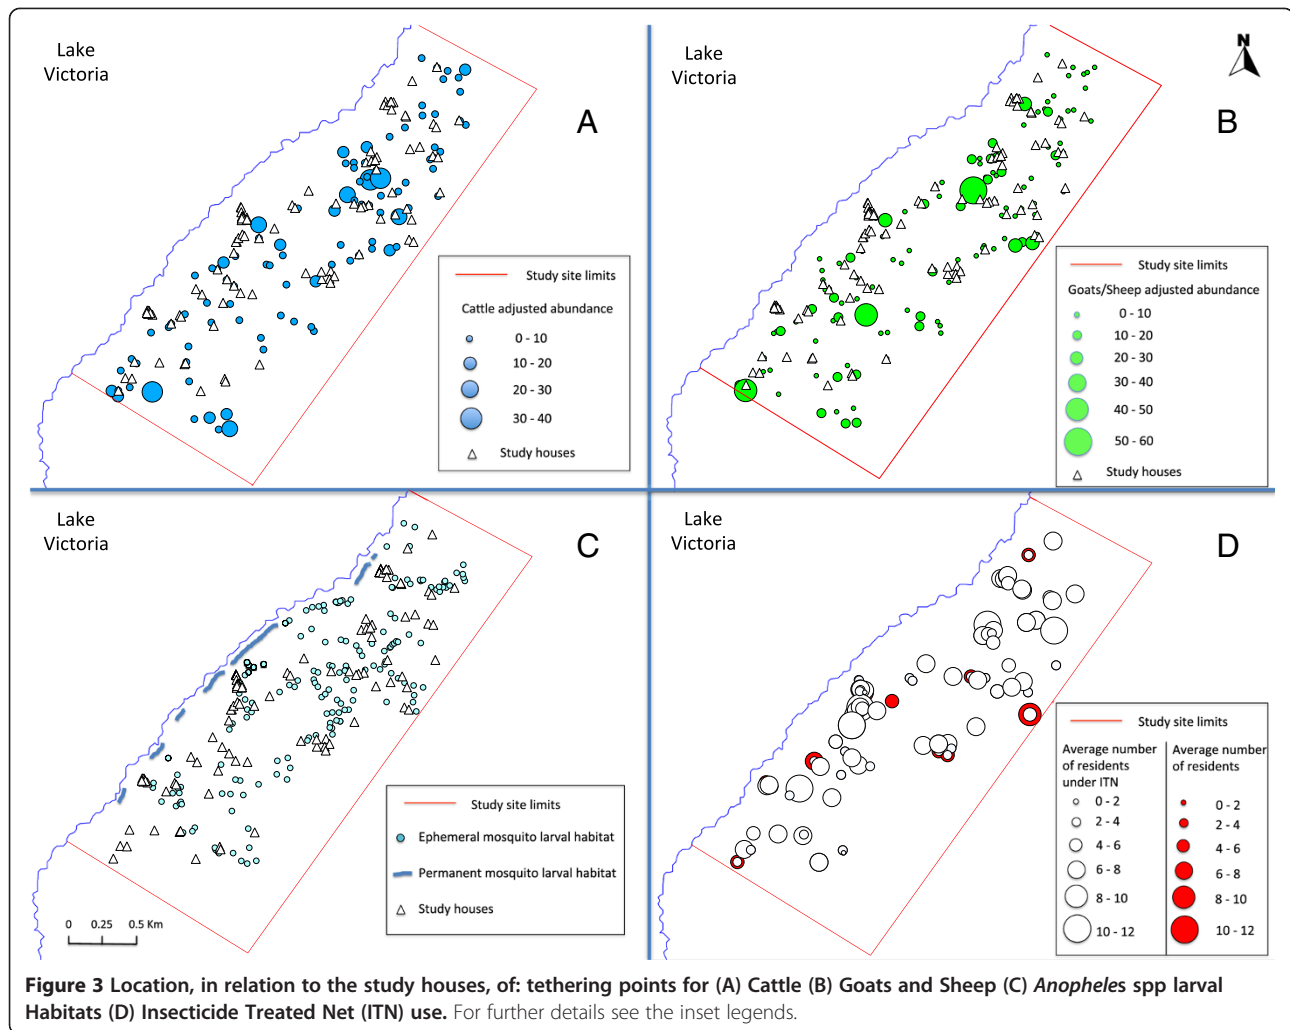 Lake
Victoria
A
Study site limits
Cattle adjusted abundance
0 - 10
10 - 20
20 - 30
30 - 40
Study houses
Lake
Victoria
N
B
Study site limits
Goats/Sheep adjusted abundance
0 - 10
10 - 20
20 - 30
30 - 40
40 - 50
50 - 60
Study houses
Lake
Victoria
C
Study site limits
Ephemeral mosquito larval habitat
Permanent mosquito larval habitat
Study houses
0 0.25 0.5 Km
Lake
Victoria
D
Study site limits
Average number
of residents
under ITN
0 - 2
2 - 4
4 - 6
6 - 8
8 - 10
10 - 12
Average number
of residents
0 - 2
2 - 4
4 - 6
6 - 8
8 - 10
10 - 12
Figure 3 Location, in relation to the study houses, of: tethering points for (A) Cattle (B) Goats and Sheep (C) Anopheles spp larval
Habitats (D) Insecticide Treated Net (ITN) use. For further details see the inset legends.